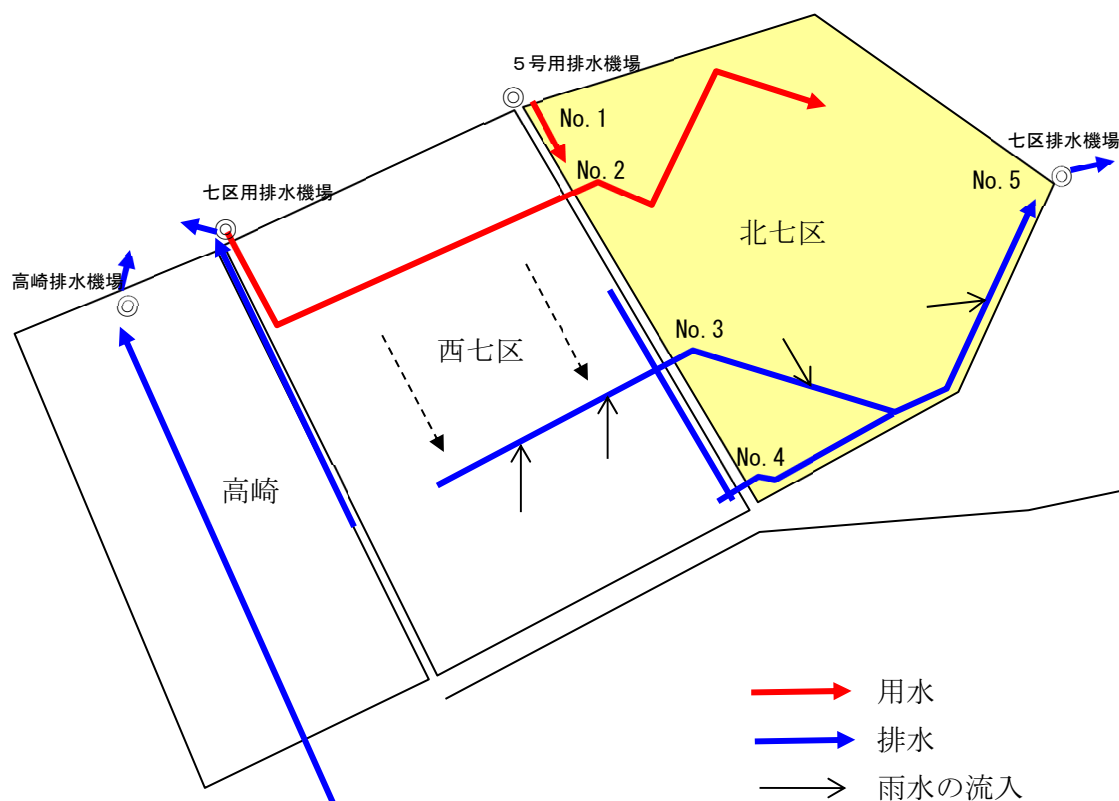 ５号用排水機場
No.1
七区排水機場
No.2
No.5
七区用排水機場
北七区
高崎排水機場
No.3
西七区
No.4
高崎
用水
排水
雨水の流入